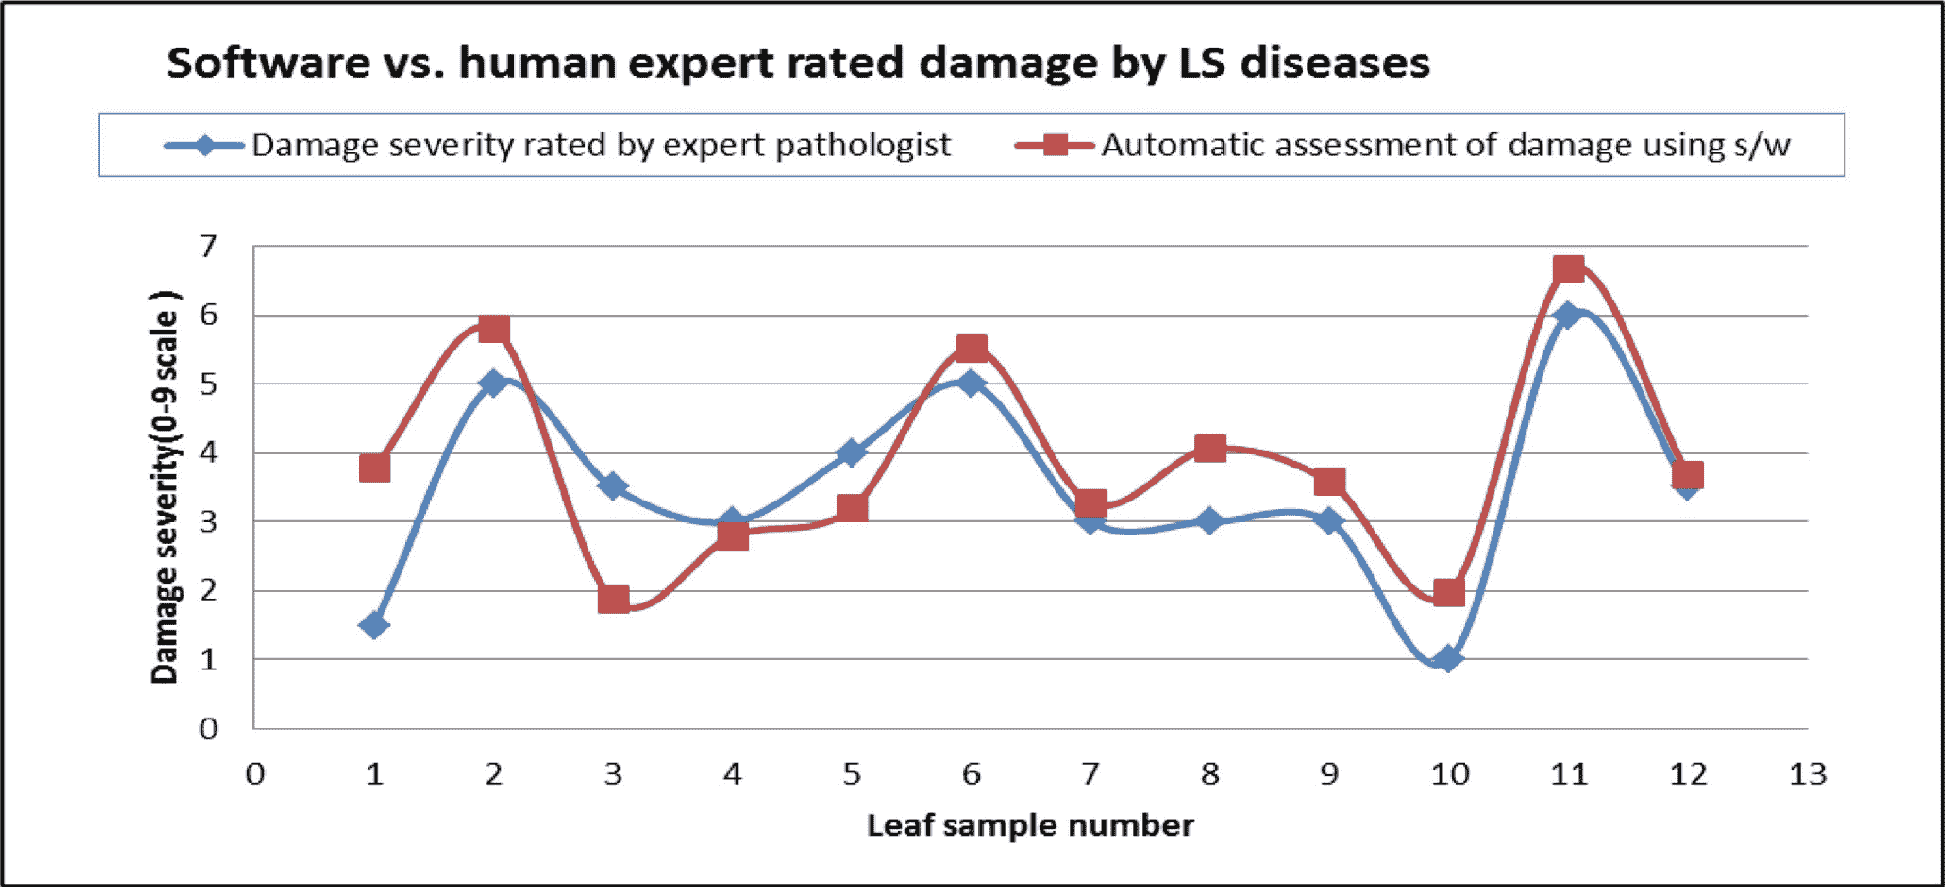 Software vs. human expert rated damage by LS diseases
Damage severity rated by expert pathologist
Automatic assessment of damage using s/w
Damage severity(0-9 scale )
7
6
5
4
3
2
1
0
0 1 2 3 4 5 6 7 8 9 10 11 12 13
Leaf sample number